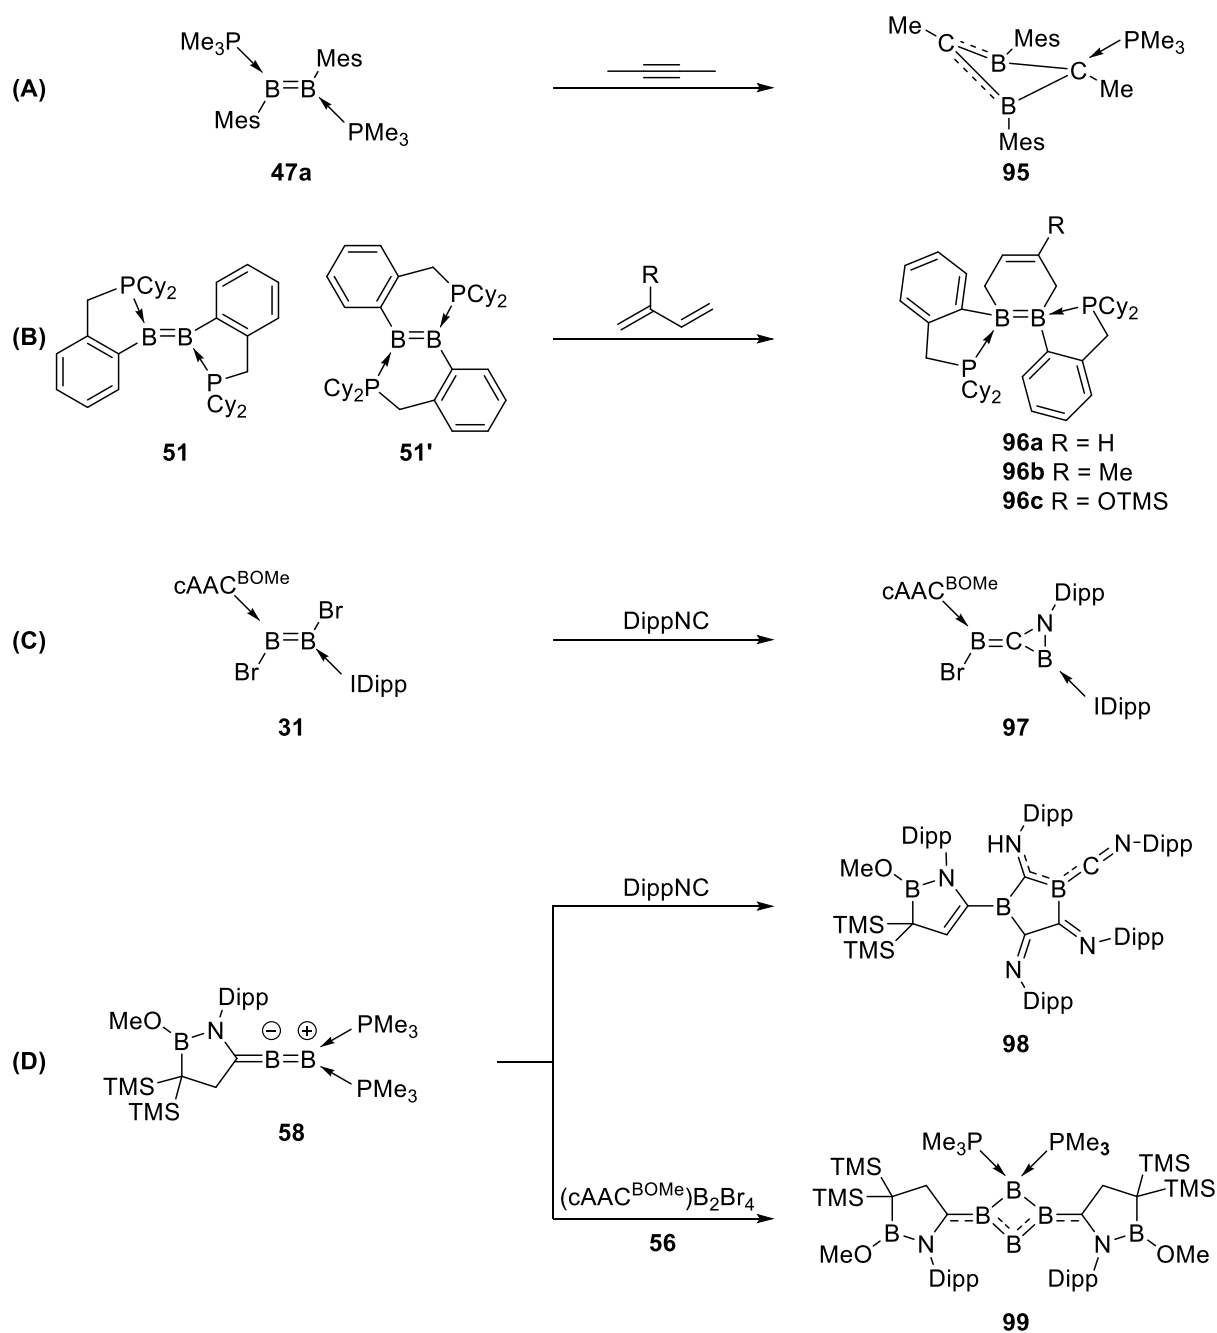 (A)
Me3P
Mes
B=B
Mes
PMe3
47a
Me
C
Mes
B
PMe3
C
Me
B
Mes
95
(B)
PCy2
B=B
P
Cy2
51
PCy2
B=B
Cy2P
51'
R
R
B=B
PCy2
P
Cy2
96a R = H
96b R = Me
96c R = OTMS
(C)
cAAC^BOMe
Br
B=B
Br
IDipp
31
DippNC
cAAC^BOMe
Dipp
N
B=C
Br
B
IDipp
97
(D)
Dipp
MeO
B
N
⊖ ⊕
PMe3
B=B
TMS
TMS
PMe3
58
DippNC
Dipp
HN
Dipp
C
N-Dipp
MeO
B
N
B
B
TMS
TMS
N
Dipp
N
Dipp
98
(cAAC^BOMe)B2Br4
56
Me3P
PMe3
TMS
TMS
B
TMS
TMS
B
B
B
B
B
MeO
N
N
OMe
Dipp
Dipp
99